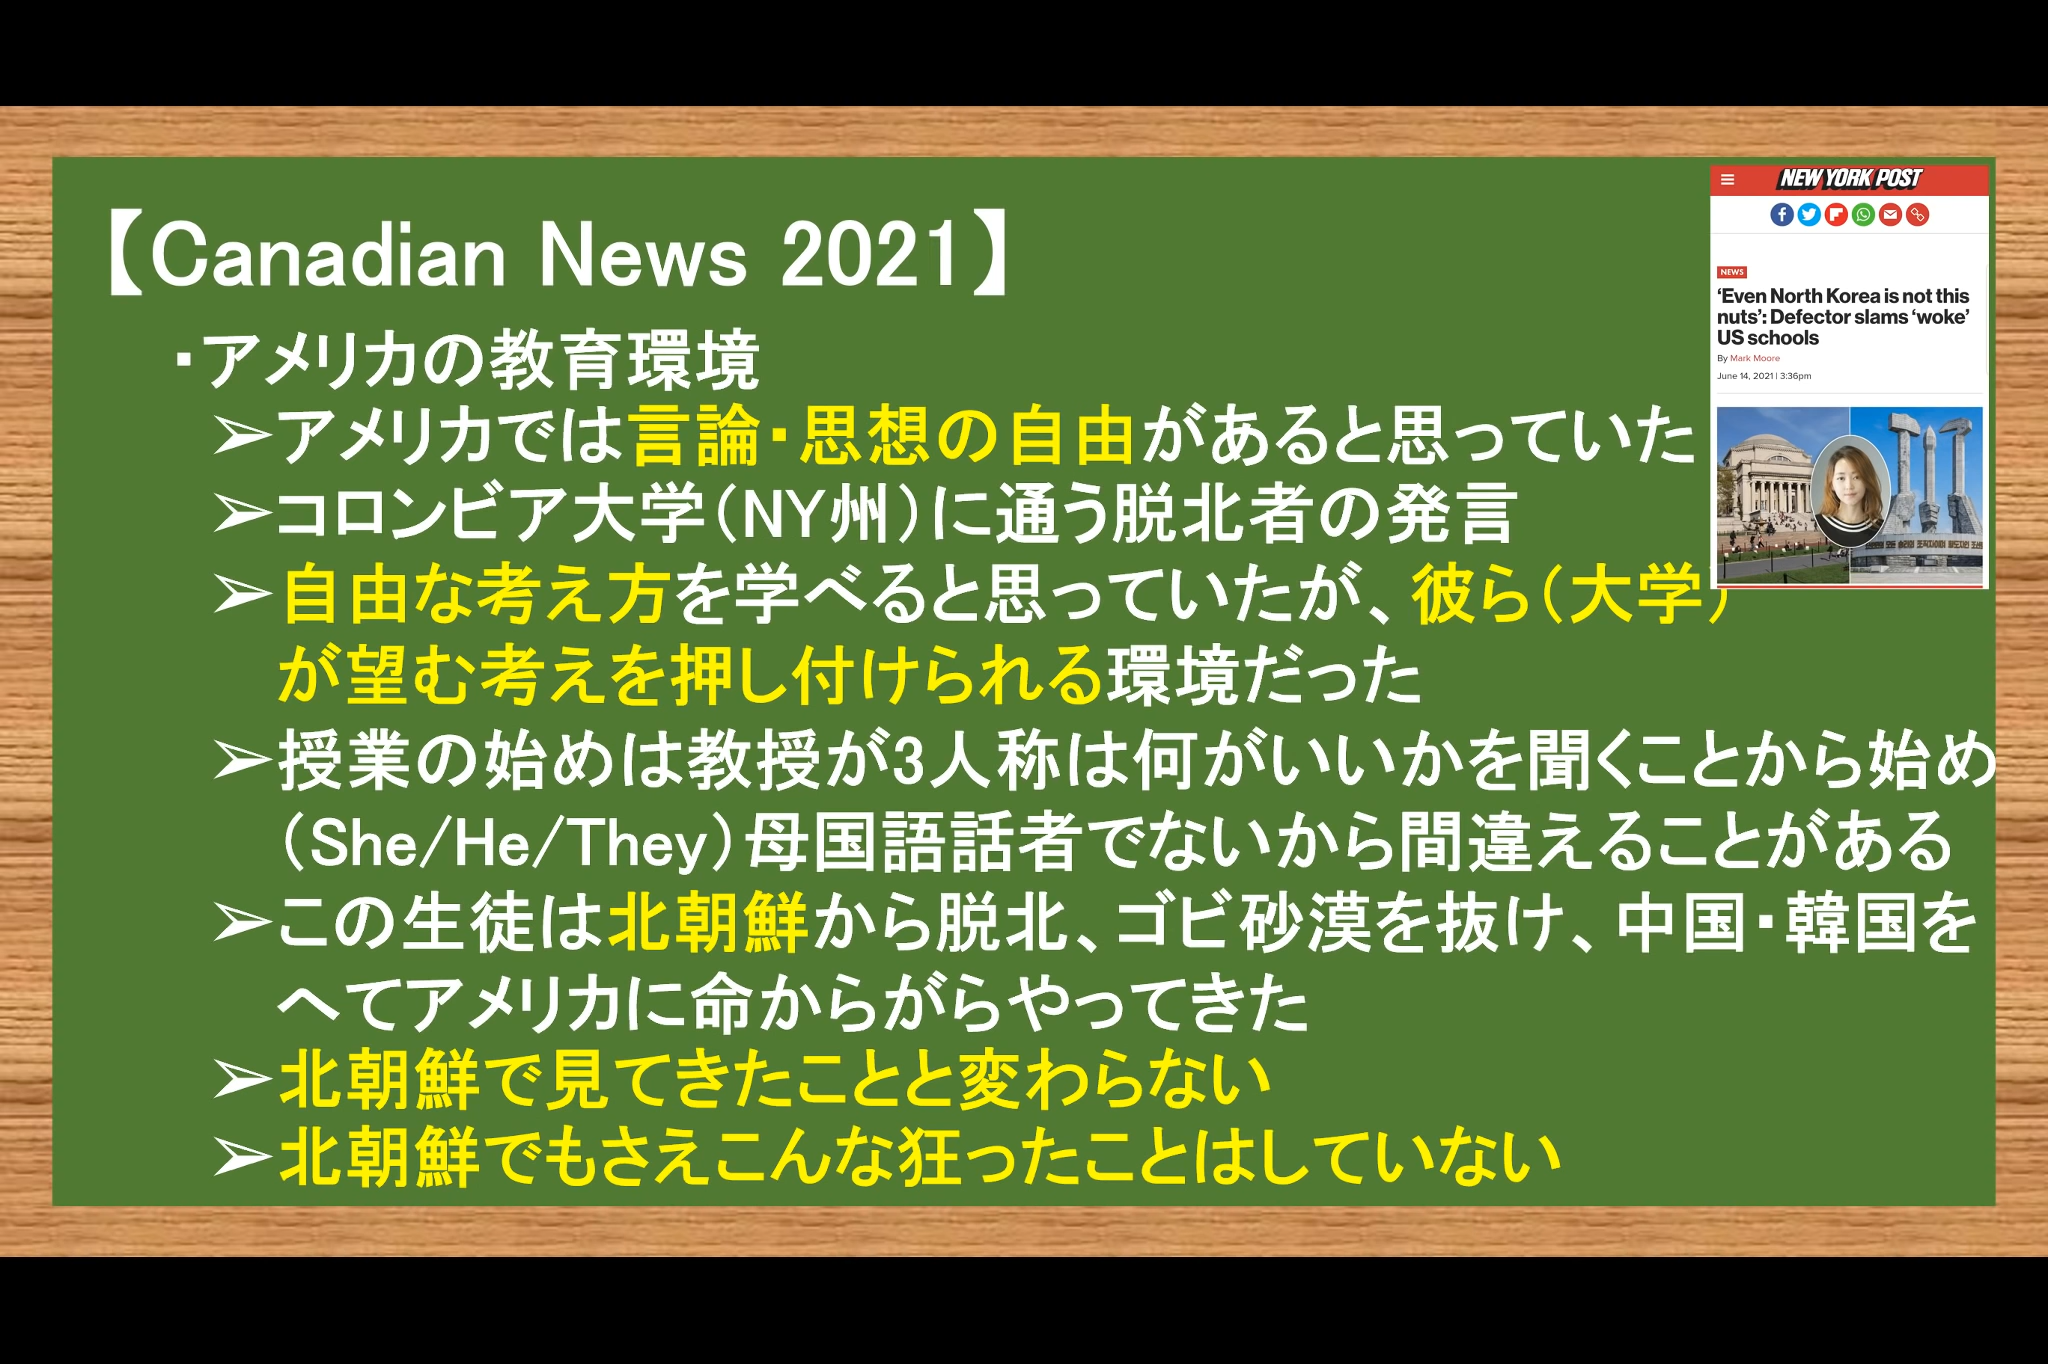 【Canadian News 2021】
・アメリカの教育環境
➢アメリカでは言論・思想の自由があると思っていた
➢コロンビア大学（NY州）に通う脱北者の発言
➢自由な考え方を学べると思っていたが、彼ら（大学）
が望む考えを押し付けられる環境だった
➢授業の始めは教授が3人称は何がいいかを聞くことから始め
（She/He/They）母国語話者でないから間違えることがある
➢この生徒は北朝鮮から脱北、ゴビ砂漠を抜け、中国・韓国を
へてアメリカに命からがらやってきた
➢北朝鮮で見てきたことと変わらない
➢北朝鮮でもさえこんな狂ったことはしていない
NEW YORK POST
NEWS
‘Even North Korea is not this
nuts’: Defector slams ‘woke’
US schools
By Mark Moore
June 14, 2021 | 3:36pm